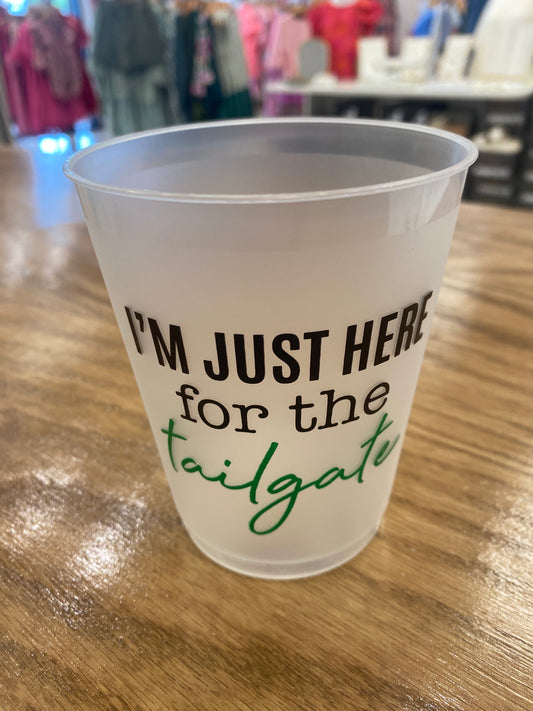 I'M JUST HERE
for the
tailgate